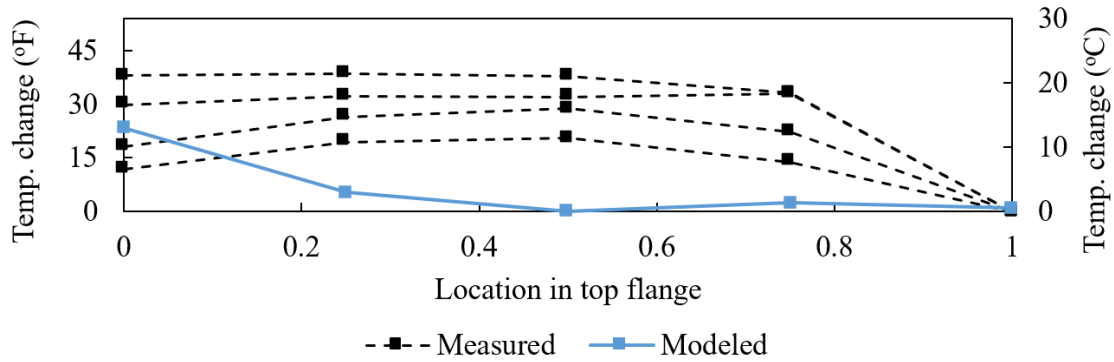 Temp. change (ºF)
45
30
15
0
30
20
10
0
Temp. change (ºC)
0 0.2 0.4 0.6 0.8 1
Location in top flange
Measured Modeled